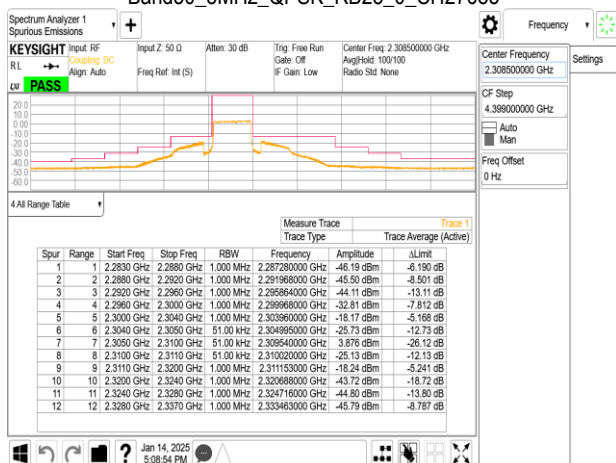 Spectrum Analyzer 1
Spurious Emissions
Frequency
KEYSIGHT Input: RF Input Z: 50 Ω Atten: 30 dB Trig: Free Run Center Freq: 2.308500000 GHz
RL Coupling: DC Gate: Off Avg|Hold: 100/100
Align: Auto Freq Ref: Int (S) IF Gain: Low Radio Std: None
PASS
Center Frequency
2.308500000 GHz
Settings
CF Step
4.399000000 GHz
Auto
Man
Freq Offset
0 Hz
20.0
10.0
0.00
-10.0
-20.0
-30.0
-40.0
-50.0
-60.0
4 All Range Table
Measure Trace Trace 1
Trace Type Trace Average (Active)
Spur Range Start Freq Stop Freq RBW Frequency Amplitude ΔLimit
1 1 2.2830 GHz 2.2880 GHz 1.000 MHz 2.287280000 GHz -46.19 dBm -6.190 dB
2 2 2.2880 GHz 2.2920 GHz 1.000 MHz 2.291968000 GHz -45.50 dBm -8.501 dB
3 3 2.2920 GHz 2.2960 GHz 1.000 MHz 2.295864000 GHz -44.11 dBm -13.11 dB
4 4 2.2960 GHz 2.3000 GHz 1.000 MHz 2.299968000 GHz -32.81 dBm -7.812 dB
5 5 2.3000 GHz 2.3040 GHz 1.000 MHz 2.303960000 GHz -18.17 dBm -5.168 dB
6 6 2.3040 GHz 2.3050 GHz 51.00 kHz 2.304995000 GHz -25.73 dBm -12.73 dB
7 7 2.3050 GHz 2.3100 GHz 51.00 kHz 2.309540000 GHz 3.876 dBm -26.12 dB
8 8 2.3100 GHz 2.3110 GHz 51.00 kHz 2.310020000 GHz -25.13 dBm -12.13 dB
9 9 2.3110 GHz 2.3200 GHz 1.000 MHz 2.311153000 GHz -18.24 dBm -5.241 dB
10 10 2.3200 GHz 2.3240 GHz 1.000 MHz 2.320688000 GHz -43.72 dBm -18.72 dB
11 11 2.3240 GHz 2.3280 GHz 1.000 MHz 2.324716000 GHz -44.80 dBm -13.80 dB
12 12 2.3280 GHz 2.3370 GHz 1.000 MHz 2.333463000 GHz -45.79 dBm -8.787 dB
Jan 14, 2025
5:08:54 PM